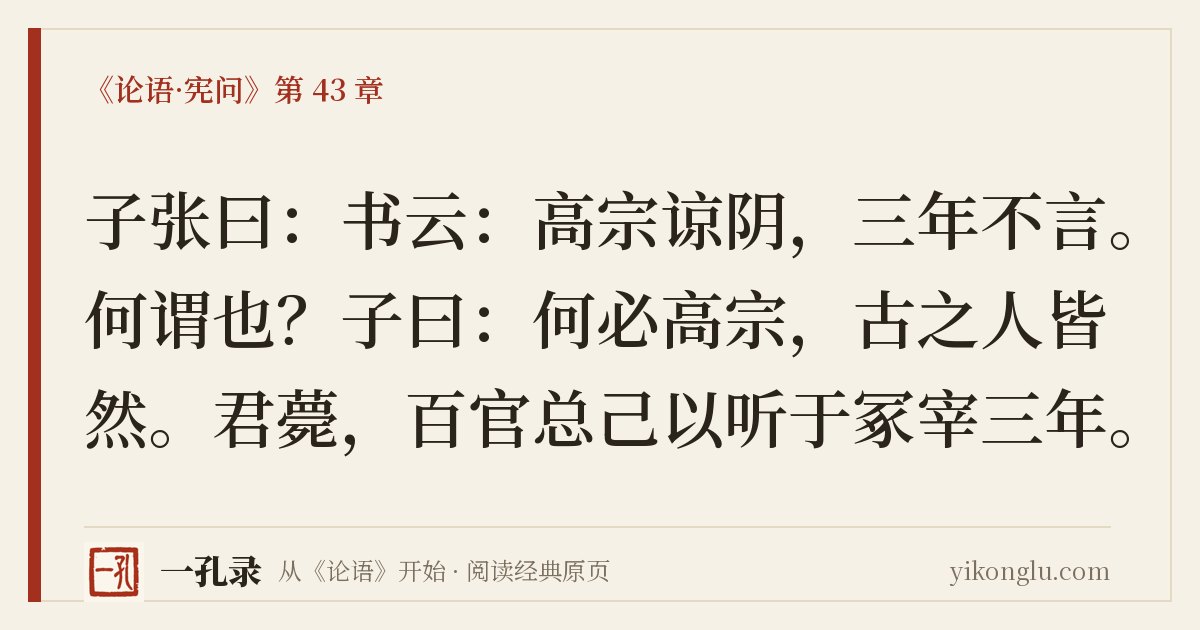 《论语·宪问》第 43 章
子张曰：书云：高宗谅阴，三年不言。
何谓也？子曰：何必高宗，古之人皆
然。君薨，百官总己以听于冢宰三年。
一孔
一孔录 从《论语》开始 · 阅读经典原页 yikonglu.com